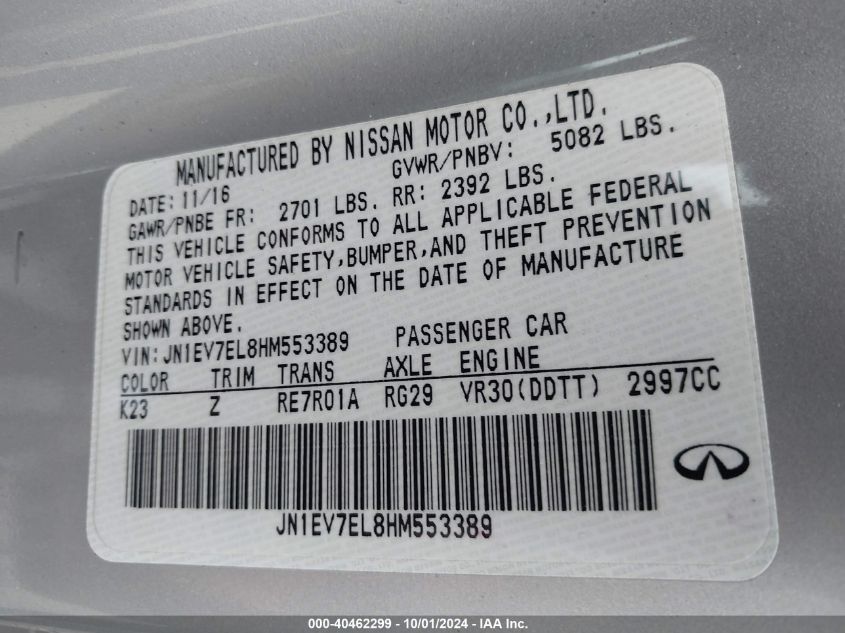 MANUFACTURED BY NISSAN MOTOR CO.,LTD.
DATE: 11/16 GVWR/PNBV: 5082 LBS.
GAWR/PNBE FR: 2701 LBS. RR: 2392 LBS.
THIS VEHICLE CONFORMS TO ALL APPLICABLE FEDERAL
MOTOR VEHICLE SAFETY,BUMPER,AND THEFT PREVENTION
STANDARDS IN EFFECT ON THE DATE OF MANUFACTURE
SHOWN ABOVE.
VIN:JN1EV7EL8HM553389 PASSENGER CAR
COLOR TRIM TRANS AXLE ENGINE
K23 Z RE7R01A RG29 VR30(DDTT) 2997CC
JN1EV7EL8HM553389
000-40462299 - 10/01/2024 - IAA Inc.